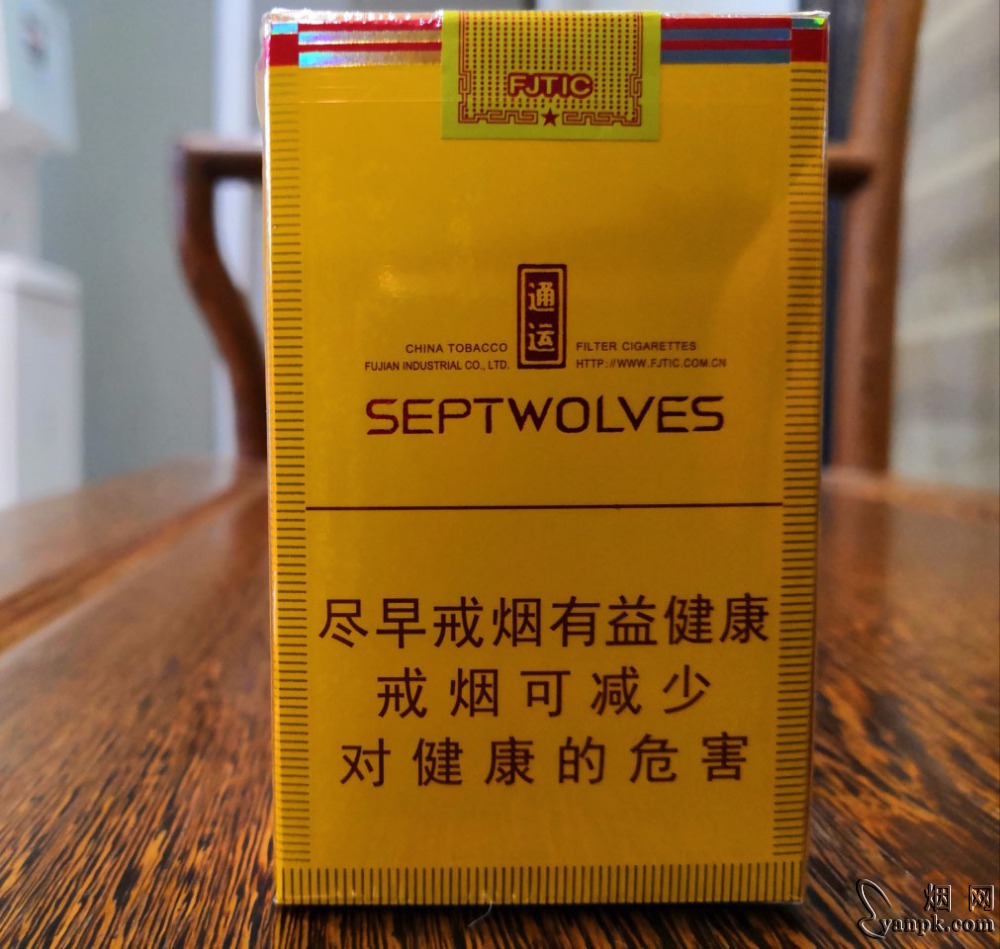 FJTIC
通运
CHINA TOBACCO
FUJIAN INDUSTRIAL CO., LTD.
FILTER CIGARETTES
HTTP://WWW.FJTIC.COM.CN
SEPTWOLVES
尽早戒烟有益健康
戒烟可减少
对健康的危害
烟网
yanpk.com